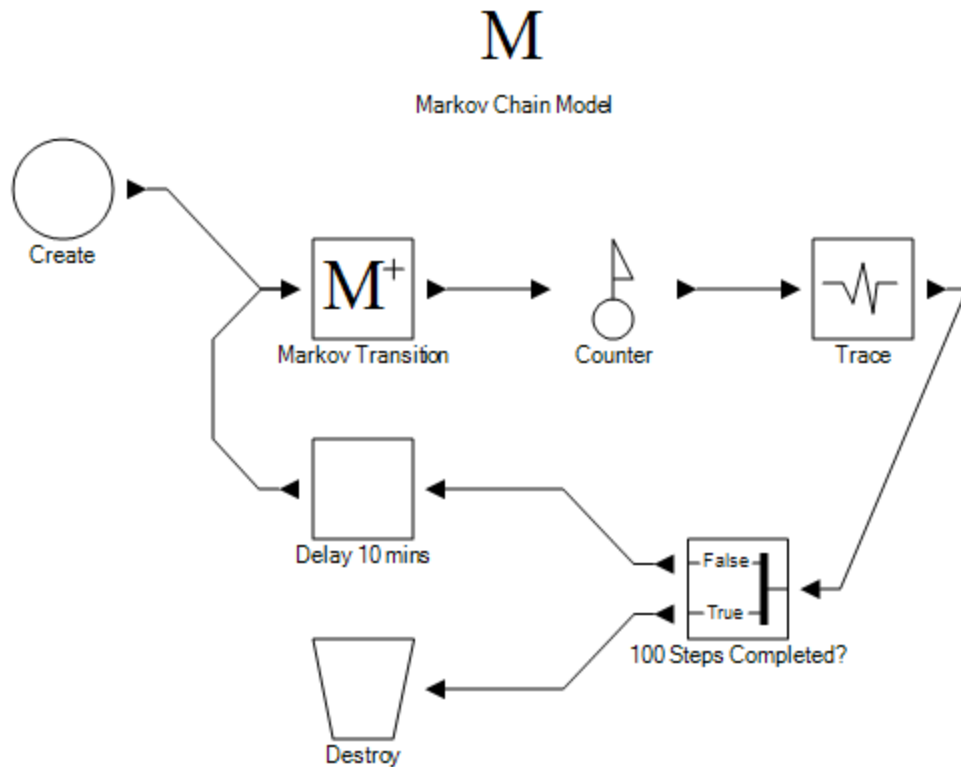 M
Markov Chain Model
Create
M+
Markov Transition
Counter
Trace
Delay 10 mins
False
True
100 Steps Completed?
Destroy